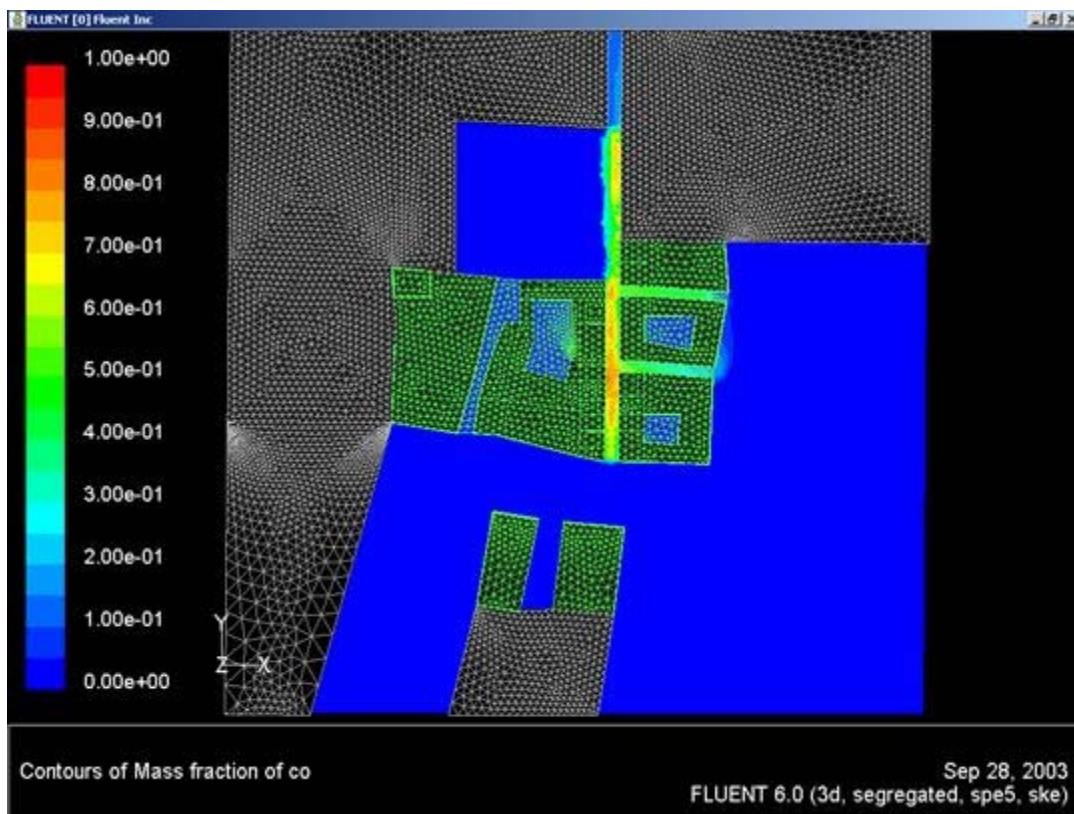 FLUENT [0] Fluent Inc
1.00e+00
9.00e-01
8.00e-01
7.00e-01
6.00e-01
5.00e-01
4.00e-01
3.00e-01
2.00e-01
1.00e-01
0.00e+00
Y
Z X
Contours of Mass fraction of co
Sep 28, 2003
FLUENT 6.0 (3d, segregated, spe5, ske)